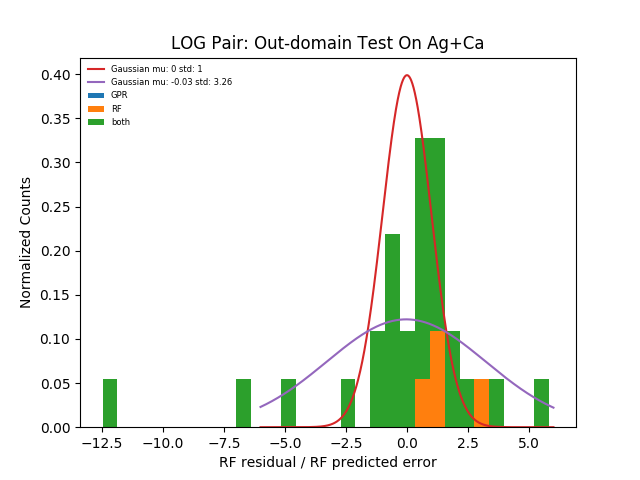 LOG Pair: Out-domain Test On Ag+Ca
Gaussian mu: 0 std: 1
Gaussian mu: -0.03 std: 3.26
GPR
RF
both
Normalized Counts
0.40
0.35
0.30
0.25
0.20
0.15
0.10
0.05
0.00
−12.5 −10.0 −7.5 −5.0 −2.5 0.0 2.5 5.0
RF residual / RF predicted error